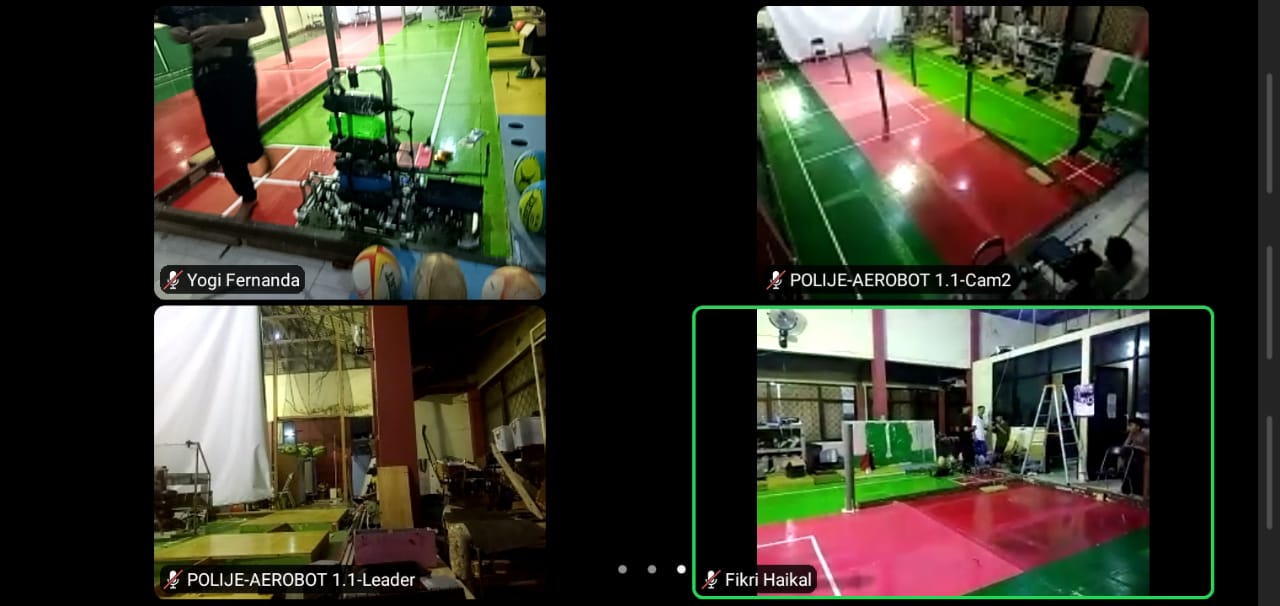 Yogi Fernanda
POLIJE-AEROBOT 1.1-Cam2
POLIJE-AEROBOT 1.1-Leader
Fikri Haikal